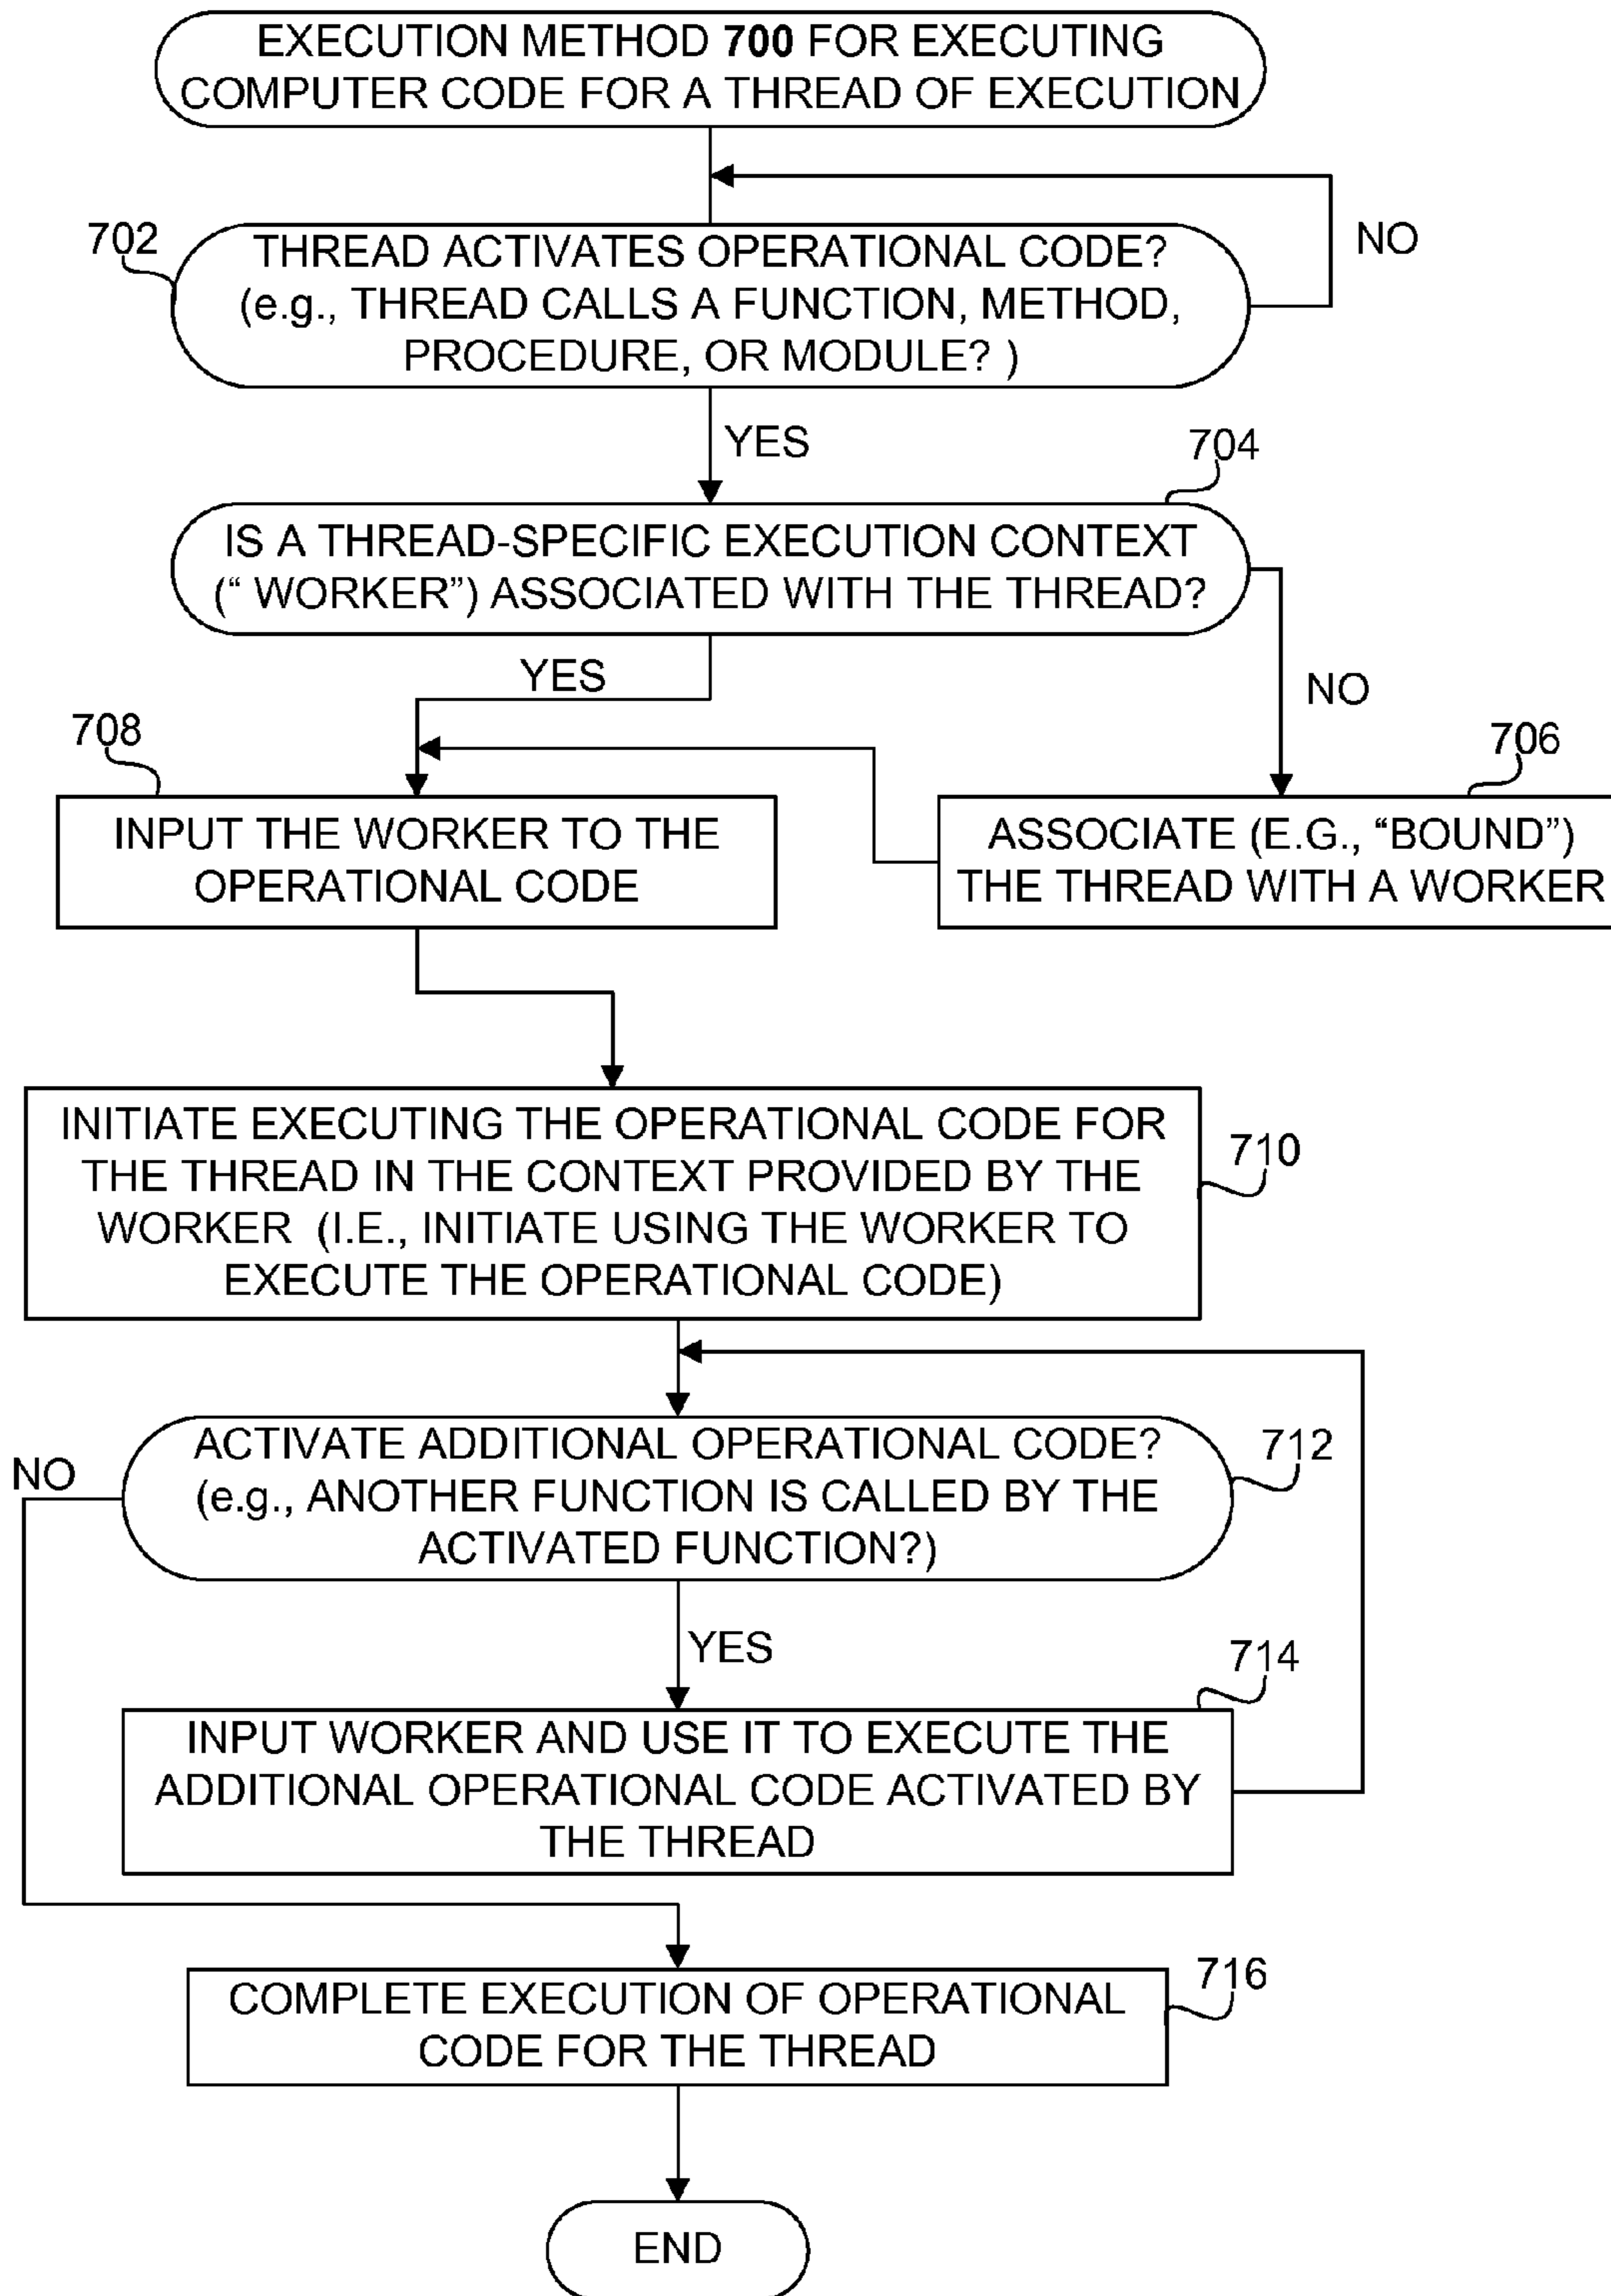 EXECUTION METHOD 700 FOR EXECUTING
COMPUTER CODE FOR A THREAD OF EXECUTION
702
THREAD ACTIVATES OPERATIONAL CODE?
(e.g., THREAD CALLS A FUNCTION, METHOD,
PROCEDURE, OR MODULE? )
NO
YES
704
IS A THREAD-SPECIFIC EXECUTION CONTEXT
(“ WORKER”) ASSOCIATED WITH THE THREAD?
YES
NO
708
706
INPUT THE WORKER TO THE
OPERATIONAL CODE
ASSOCIATE (E.G., “BOUND”)
THE THREAD WITH A WORKER
INITIATE EXECUTING THE OPERATIONAL CODE FOR
THE THREAD IN THE CONTEXT PROVIDED BY THE
WORKER (I.E., INITIATE USING THE WORKER TO
EXECUTE THE OPERATIONAL CODE)
710
NO
ACTIVATE ADDITIONAL OPERATIONAL CODE?
(e.g., ANOTHER FUNCTION IS CALLED BY THE
ACTIVATED FUNCTION?)
712
YES
714
INPUT WORKER AND USE IT TO EXECUTE THE
ADDITIONAL OPERATIONAL CODE ACTIVATED BY
THE THREAD
716
COMPLETE EXECUTION OF OPERATIONAL
CODE FOR THE THREAD
END